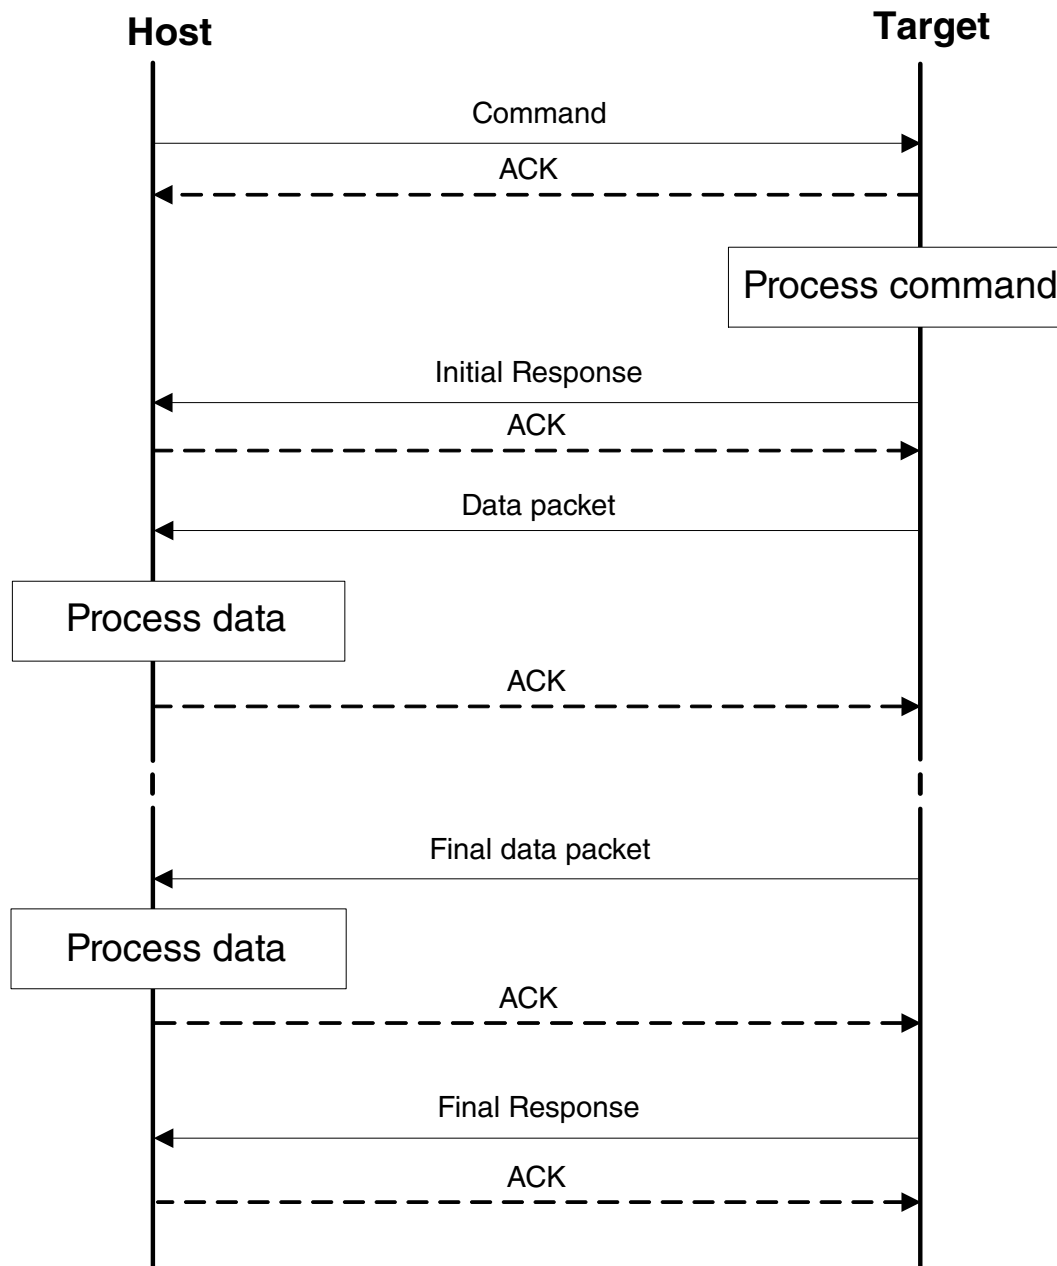 Host
Target
Command
ACK
Process command
Initial Response
ACK
Data packet
Process data
ACK
Final data packet
Process data
ACK
Final Response
ACK